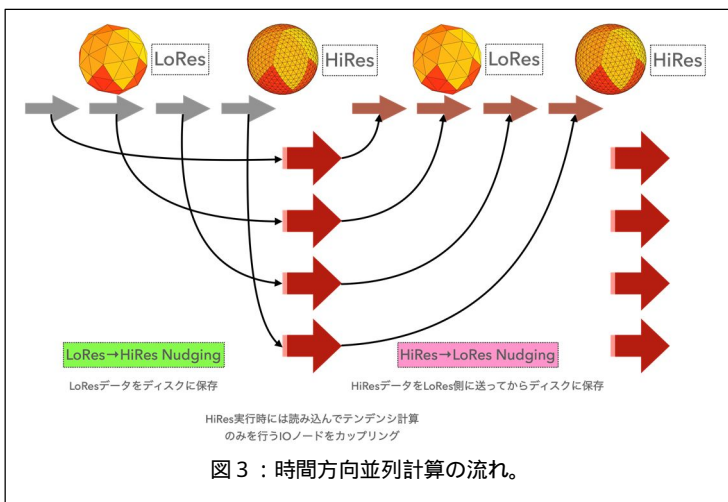 LoRes
HiRes
LoRes
HiRes
LoRes→HiRes Nudging
HiRes→LoRes Nudging
LoResデータをディスクに保存
HiResデータをLoRes側に送ってからディスクに保存
HiRes実行時には読み込んでテンデンシ計算
のみを行うIOノードをカップリング
図3:時間方向並列計算の流れ。